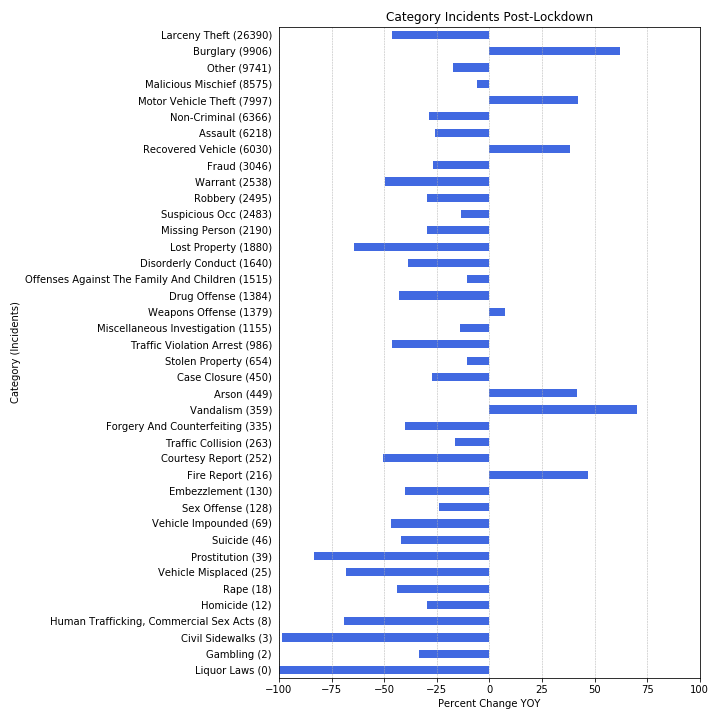 Category Incidents Post-Lockdown
Category (Incidents)
Larceny Theft (26390)
Burglary (9906)
Other (9741)
Malicious Mischief (8575)
Motor Vehicle Theft (7997)
Non-Criminal (6366)
Assault (6218)
Recovered Vehicle (6030)
Fraud (3046)
Warrant (2538)
Robbery (2495)
Suspicious Occ (2483)
Missing Person (2190)
Lost Property (1880)
Disorderly Conduct (1640)
Offenses Against The Family And Children (1515)
Drug Offense (1384)
Weapons Offense (1379)
Miscellaneous Investigation (1155)
Traffic Violation Arrest (986)
Stolen Property (654)
Case Closure (450)
Arson (449)
Vandalism (359)
Forgery And Counterfeiting (335)
Traffic Collision (263)
Courtesy Report (252)
Fire Report (216)
Embezzlement (130)
Sex Offense (128)
Vehicle Impounded (69)
Suicide (46)
Prostitution (39)
Vehicle Misplaced (25)
Rape (18)
Homicide (12)
Human Trafficking, Commercial Sex Acts (8)
Civil Sidewalks (3)
Gambling (2)
Liquor Laws (0)
−100 −75 −50 −25 0 25 50 75 100
Percent Change YOY